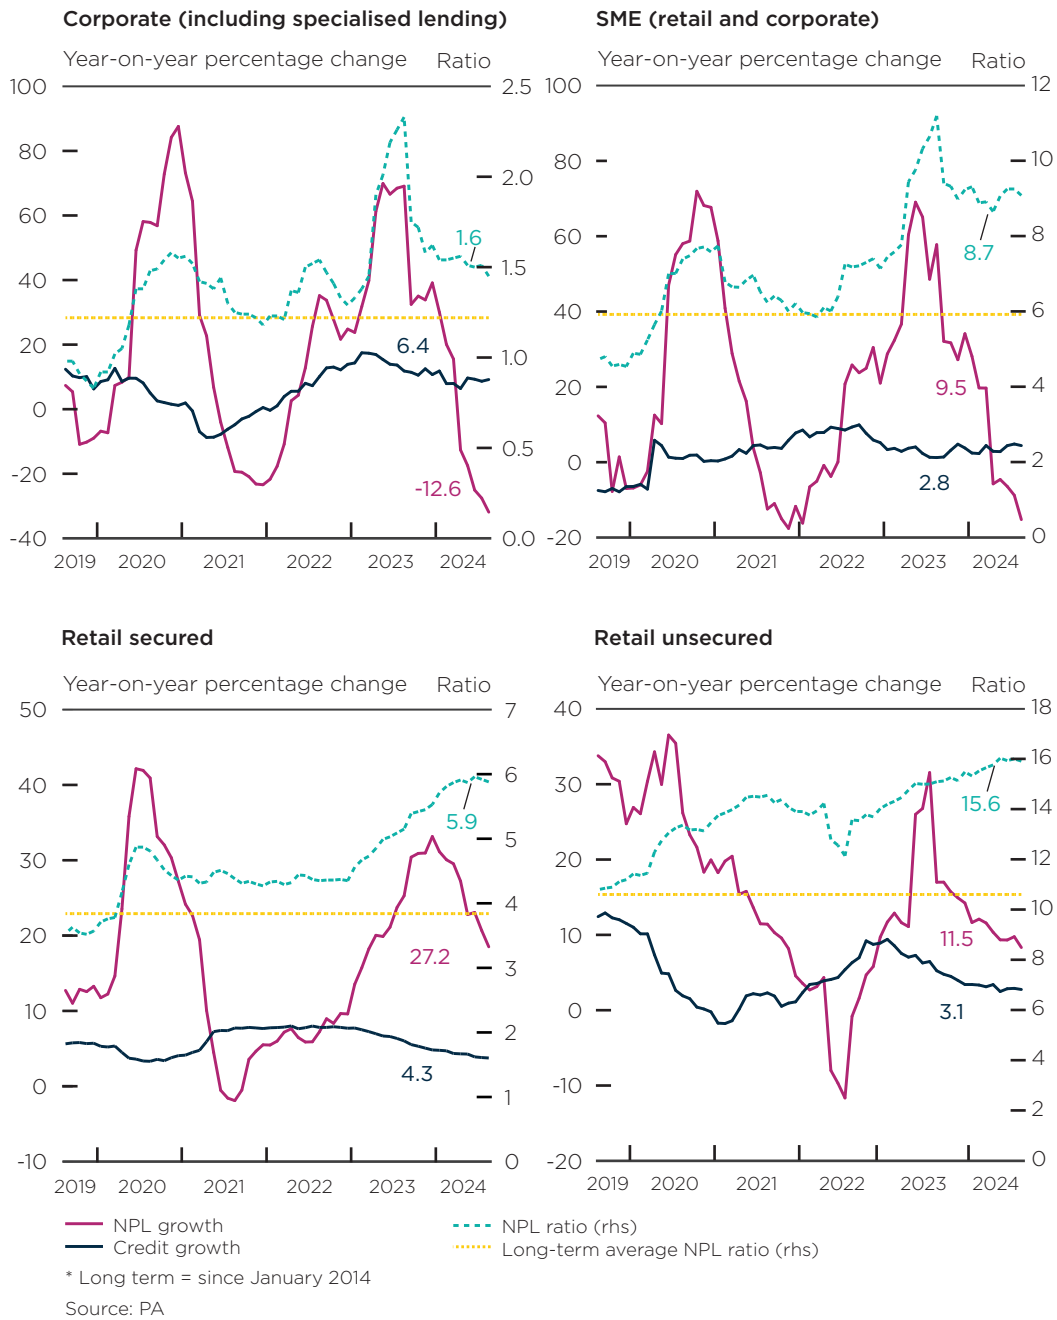 Corporate (including specialised lending)
Year-on-year percentage change Ratio
100 2.5
80
2.0
60
1.6
40 1.5
6.4
20 1.0
0
0.5
-20
-12.6
-40 0.0
2019 2020 2021 2022 2023 2024
SME (retail and corporate)
Year-on-year percentage change Ratio
100 12
80 10
60 8
8.7
40 6
20 9.5 4
0 2
2.8
-20 0
2019 2020 2021 2022 2023 2024
Retail secured
Year-on-year percentage change Ratio
50 7
40 6
5.9
5
30
4
20
27.2 3
10
2
4.3
0 1
-10 0
2019 2020 2021 2022 2023 2024
Retail unsecured
Year-on-year percentage change Ratio
40 18
16
30
15.6 14
20 12
10
10 11.5
8
0 3.1 6
4
-10
2
-20 0
2019 2020 2021 2022 2023 2024
NPL growth
Credit growth
NPL ratio (rhs)
Long-term average NPL ratio (rhs)
* Long term = since January 2014
Source: PA